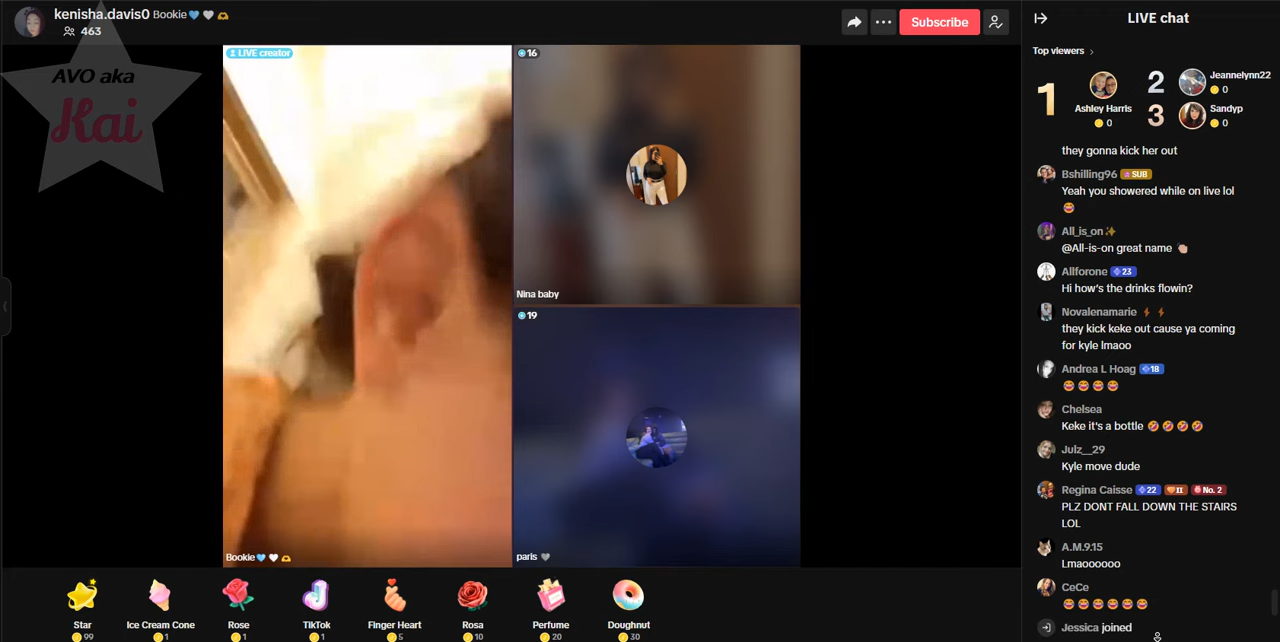 kenisha.davis0 Bookie💙 🤍 🫶
463
AVO aka
Kai
Subscribe
LIVE creator
16
Nina baby
19
Bookie💙 🤍 🫶
paris 🩶
Star
99
Ice Cream Cone
1
Rose
1
TikTok
1
Finger Heart
5
Rosa
10
Perfume
20
Doughnut
30
LIVE chat
Top viewers
1
Ashley Harris
0
2
Jeannelynn22
0
3
Sandyp
0
they gonna kick her out
Bshilling96 SUB
Yeah you showered while on live lol
😂
All_is_on✨
@All-is-on great name 👏🏼
Allforone 23
Hi how's the drinks flowin?
Novalenamarie ⚡ ⚡
they kick keke out cause ya coming
for kyle lmaoo
Andrea L Hoag 18
😂 😂 😂 😂
Chelsea
Keke it's a bottle 🤣 🤣 🤣 🤣
Julz__29
Kyle move dude
Regina Caisse 22 II No. 2
PLZ DONT FALL DOWN THE STAIRS
LOL
A.M.9.15
Lmaoooooo
CeCe
😂 😂 😂 😂 😂 😂
Jessica joined